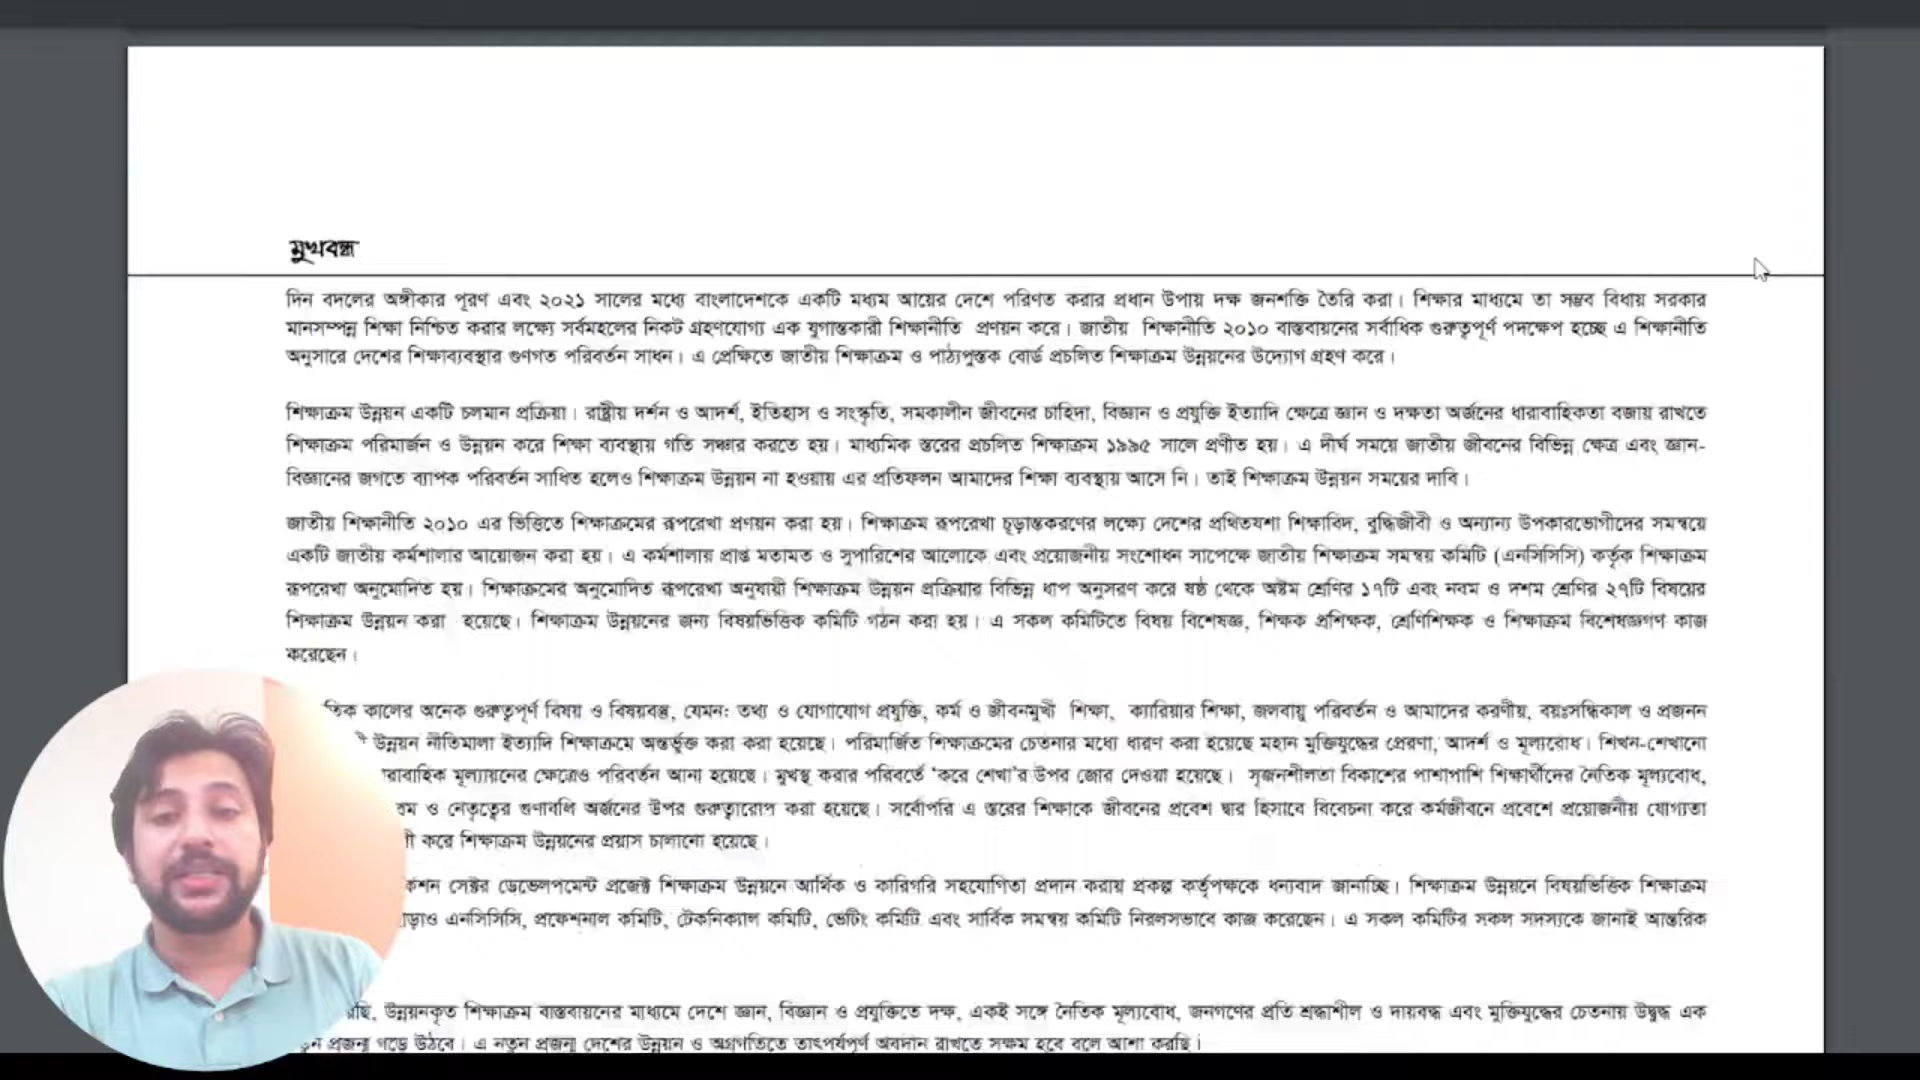 মুখবন্ধ
দিন বদলের অঙ্গীকার পূরণ এবং ২০২১ সালের মধ্যে বাংলাদেশকে একটি মধ্যম আয়ের দেশে পরিণত করার প্রধান উপায় দক্ষ জনশক্তি তৈরি করা। শিক্ষার মাধ্যমে তা সম্ভব বিধায় সরকার
মানসম্পন্ন শিক্ষা নিশ্চিত করার লক্ষ্যে সর্বমহলের নিকট গ্রহণযোগ্য এক যুগান্তকারী শিক্ষানীতি প্রণয়ন করে। জাতীয় শিক্ষানীতি ২০১০ বাস্তবায়নের সর্বাধিক গুরুত্বপূর্ণ পদক্ষেপ হচ্ছে এ শিক্ষানীতি
অনুসারে দেশের শিক্ষাব্যবস্থার গুণগত পরিবর্তন সাধন। এ প্রেক্ষিতে জাতীয় শিক্ষাক্রম ও পাঠ্যপুস্তক বোর্ড প্রচলিত শিক্ষাক্রম উন্নয়নের উদ্যোগ গ্রহণ করে।
শিক্ষাক্রম উন্নয়ন একটি চলমান প্রক্রিয়া। রাষ্ট্রীয় দর্শন ও আদর্শ, ইতিহাস ও সংস্কৃতি, সমকালীন জীবনের চাহিদা, বিজ্ঞান ও প্রযুক্তি ইত্যাদি ক্ষেত্রে জ্ঞান ও দক্ষতা অর্জনের ধারাবাহিকতা বজায় রাখতে
শিক্ষাক্রম পরিমার্জন ও উন্নয়ন করে শিক্ষা ব্যবস্থায় গতি সঞ্চার করতে হয়। মাধ্যমিক স্তরের প্রচলিত শিক্ষাক্রম ১৯৯৫ সালে প্রণীত হয়। এ দীর্ঘ সময়ে জাতীয় জীবনের বিভিন্ন ক্ষেত্র এবং জ্ঞান-
বিজ্ঞানের জগতে ব্যাপক পরিবর্তন সাধিত হলেও শিক্ষাক্রম উন্নয়ন না হওয়ায় এর প্রতিফলন আমাদের শিক্ষা ব্যবস্থায় আসে নি। তাই শিক্ষাক্রম উন্নয়ন সময়ের দাবি।
জাতীয় শিক্ষানীতি ২০১০ এর ভিত্তিতে শিক্ষাক্রমের রূপরেখা প্রণয়ন করা হয়। শিক্ষাক্রম রূপরেখা চূড়ান্তকরণের লক্ষ্যে দেশের প্রথিতযশা শিক্ষাবিদ, বুদ্ধিজীবী ও অন্যান্য উপকারভোগীদের সমন্বয়ে
একটি জাতীয় কর্মশালার আয়োজন করা হয়। এ কর্মশালায় প্রাপ্ত মতামত ও সুপারিশের আলোকে এবং প্রয়োজনীয় সংশোধন সাপেক্ষে জাতীয় শিক্ষাক্রম সমন্বয় কমিটি (এনসিসিসি) কর্তৃক শিক্ষাক্রম
রূপরেখা অনুমোদিত হয়। শিক্ষাক্রমের অনুমোদিত রূপরেখা অনুযায়ী শিক্ষাক্রম উন্নয়ন প্রক্রিয়ার বিভিন্ন ধাপ অনুসরণ করে ষষ্ঠ থেকে অষ্টম শ্রেণির ১৭টি এবং নবম ও দশম শ্রেণির ২৭টি বিষয়ের
শিক্ষাক্রম উন্নয়ন করা হয়েছে। শিক্ষাক্রম উন্নয়নের জন্য বিষয়ভিত্তিক কমিটি গঠন করা হয়। এ সকল কমিটিতে বিষয় বিশেষজ্ঞ, শিক্ষক প্রশিক্ষক, শ্রেণিশিক্ষক ও শিক্ষাক্রম বিশেষজ্ঞগণ কাজ
করেছেন।
কালের অনেক গুরুত্বপূর্ণ বিষয় ও বিষয়বস্তু, যেমন: তথ্য ও যোগাযোগ প্রযুক্তি, কর্ম ও জীবনমুখী শিক্ষা, ক্যারিয়ার শিক্ষা, জলবায়ু পরিবর্তন ও আমাদের করণীয়, বয়ঃসন্ধিকাল ও প্রজনন
উন্নয়ন নীতিমালা ইত্যাদি শিক্ষাক্রমে অন্তর্ভুক্ত করা করা হয়েছে। পরিমার্জিত শিক্ষাক্রমের চেতনার মধ্যে ধারণ করা হয়েছে মহান মুক্তিযুদ্ধের প্রেরণা, আদর্শ ও মূল্যবোধ। শিখন-শেখানো
রাবাহিক মূল্যায়নের ক্ষেত্রেও পরিবর্তন আনা হয়েছে। মুখস্থ করার পরিবর্তে ‘করে শেখা’র উপর জোর দেওয়া হয়েছে। সৃজনশীলতা বিকাশের পাশাপাশি শিক্ষার্থীদের নৈতিক মূল্যবোধ,
ও নেতৃত্বের গুণাবলি অর্জনের উপর গুরুত্বারোপ করা হয়েছে। সর্বোপরি এ স্তরের শিক্ষাকে জীবনের প্রবেশ দ্বার হিসাবে বিবেচনা করে কর্মজীবনে প্রবেশে প্রয়োজনীয় যোগ্যতা
করে শিক্ষাক্রম উন্নয়নের প্রয়াস চালানো হয়েছে।
সেক্টর ডেভেলপমেন্ট প্রজেক্ট শিক্ষাক্রম উন্নয়নে আর্থিক ও কারিগরি সহযোগিতা প্রদান করায় প্রকল্প কর্তৃপক্ষকে ধন্যবাদ জানাচ্ছি। শিক্ষাক্রম উন্নয়নে বিষয়ভিত্তিক শিক্ষাক্রম
ড়াও এনসিসিসি, প্রফেশনাল কমিটি, টেকনিক্যাল কমিটি, ভেটিং কমিটি এবং সার্বিক সমন্বয় কমিটি নিরলসভাবে কাজ করেছেন। এ সকল কমিটির সকল সদস্যকে জানাই আন্তরিক
রছি, উন্নয়নকৃত শিক্ষাক্রম বাস্তবায়নের মাধ্যমে দেশে জ্ঞান, বিজ্ঞান ও প্রযুক্তিতে দক্ষ, একই সঙ্গে নৈতিক মূল্যবোধ, জনগণের প্রতি শ্রদ্ধাশীল ও দায়বদ্ধ এবং মুক্তিযুদ্ধের চেতনায় উদ্বুদ্ধ এক
প্রজন্ম গড়ে উঠবে। এ নতুন প্রজন্ম দেশের উন্নয়ন ও অগ্রগতিতে তাৎপর্যপূর্ণ অবদান রাখতে সক্ষম হবে বলে আশা করছি।